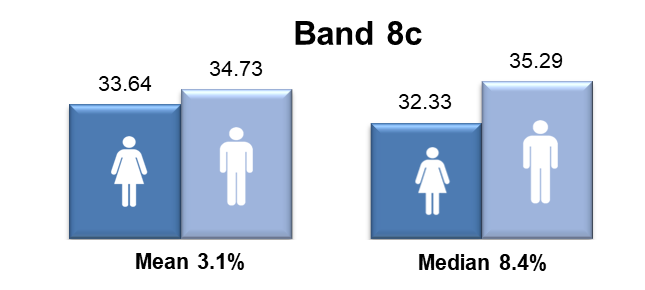 Band 8c
33.64
34.73
32.33
35.29
Mean 3.1%
Median 8.4%